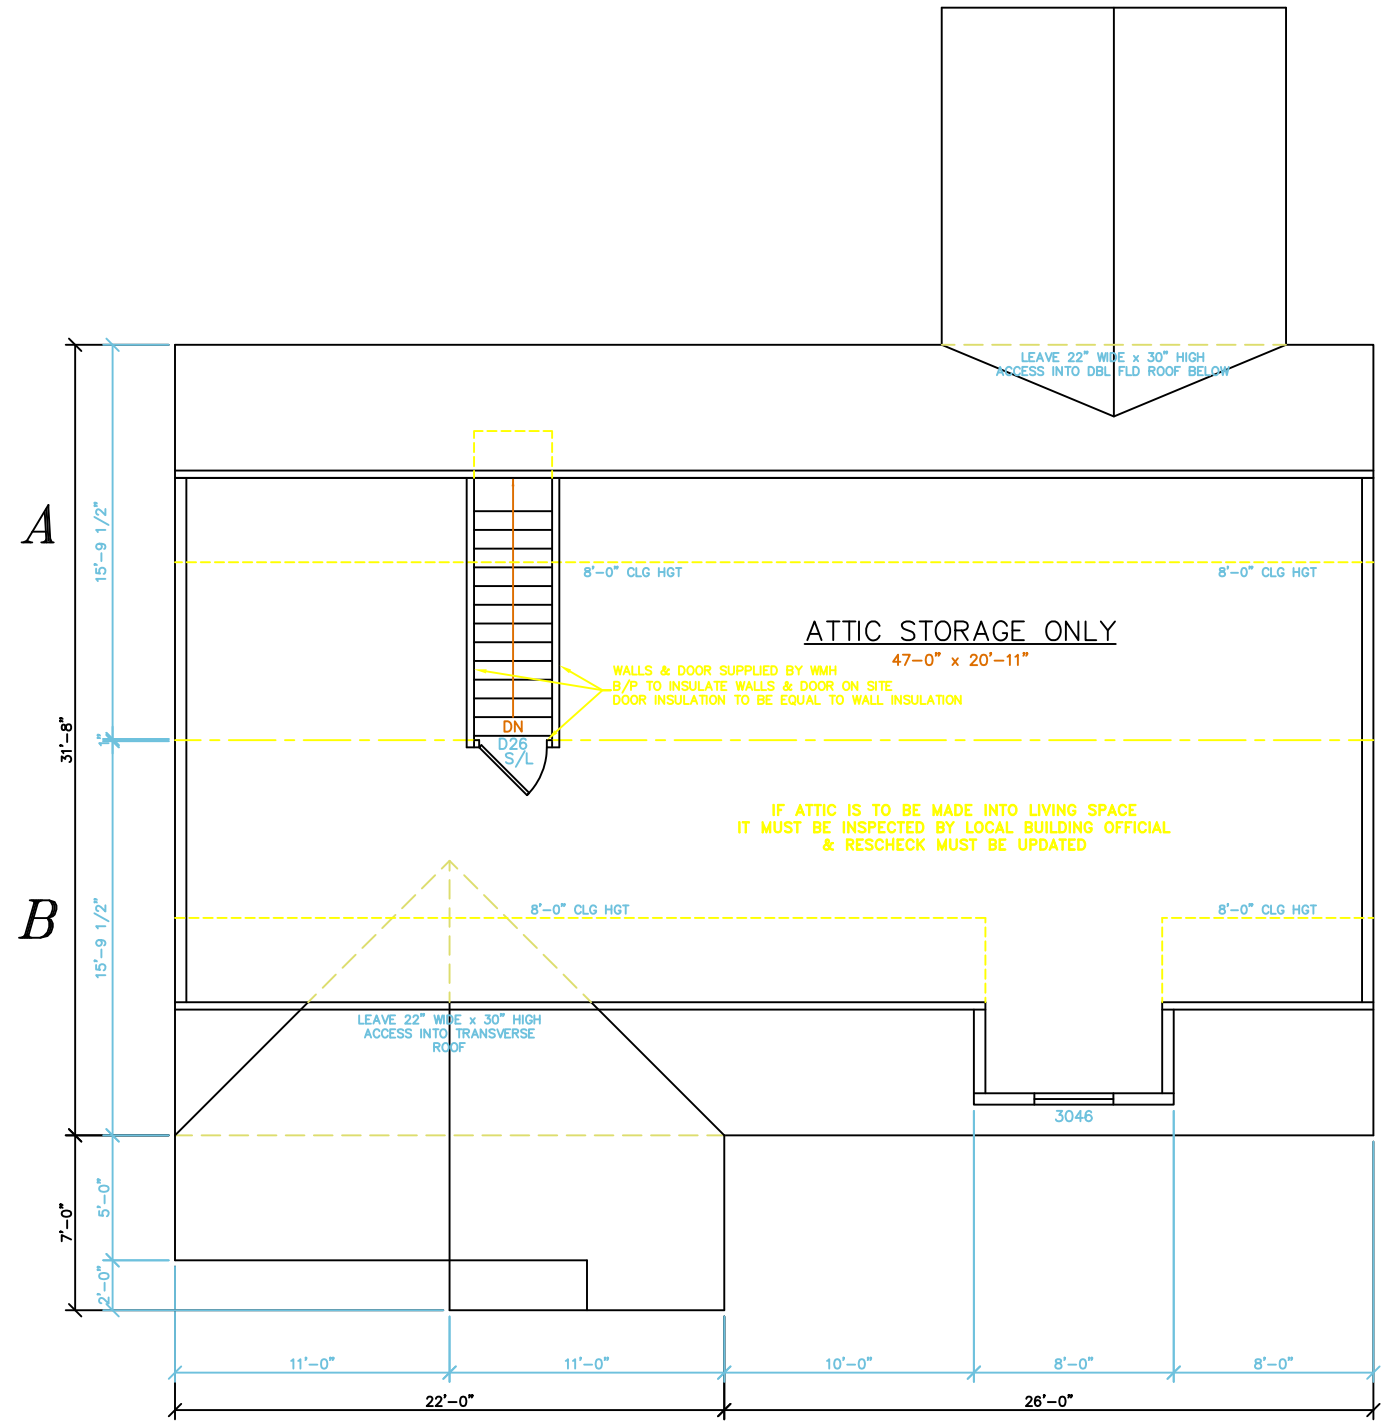 LEAVE 22" WIDE x 30" HIGH
ACCESS INTO DBL FLD ROOF BELOW
A
15'-9 1/2"
8'-0" CLG HGT
8'-0" CLG HGT
ATTIC STORAGE ONLY
47-0" x 20'-11"
WALLS & DOOR SUPPLIED BY WMH
B/P TO INSULATE WALLS & DOOR ON SITE
DOOR INSULATION TO BE EQUAL TO WALL INSULATION
DN
D26
S/L
31'-8"
1"
IF ATTIC IS TO BE MADE INTO LIVING SPACE
IT MUST BE INSPECTED BY LOCAL BUILDING OFFICIAL
& RESCHECK MUST BE UPDATED
B
15'-9 1/2"
8'-0" CLG HGT
8'-0" CLG HGT
LEAVE 22" WIDE x 30" HIGH
ACCESS INTO TRANSVERSE
ROOF
3046
7'-0"
5'-0"
2'-0"
11'-0"
11'-0"
10'-0"
8'-0"
8'-0"
22'-0"
26'-0"